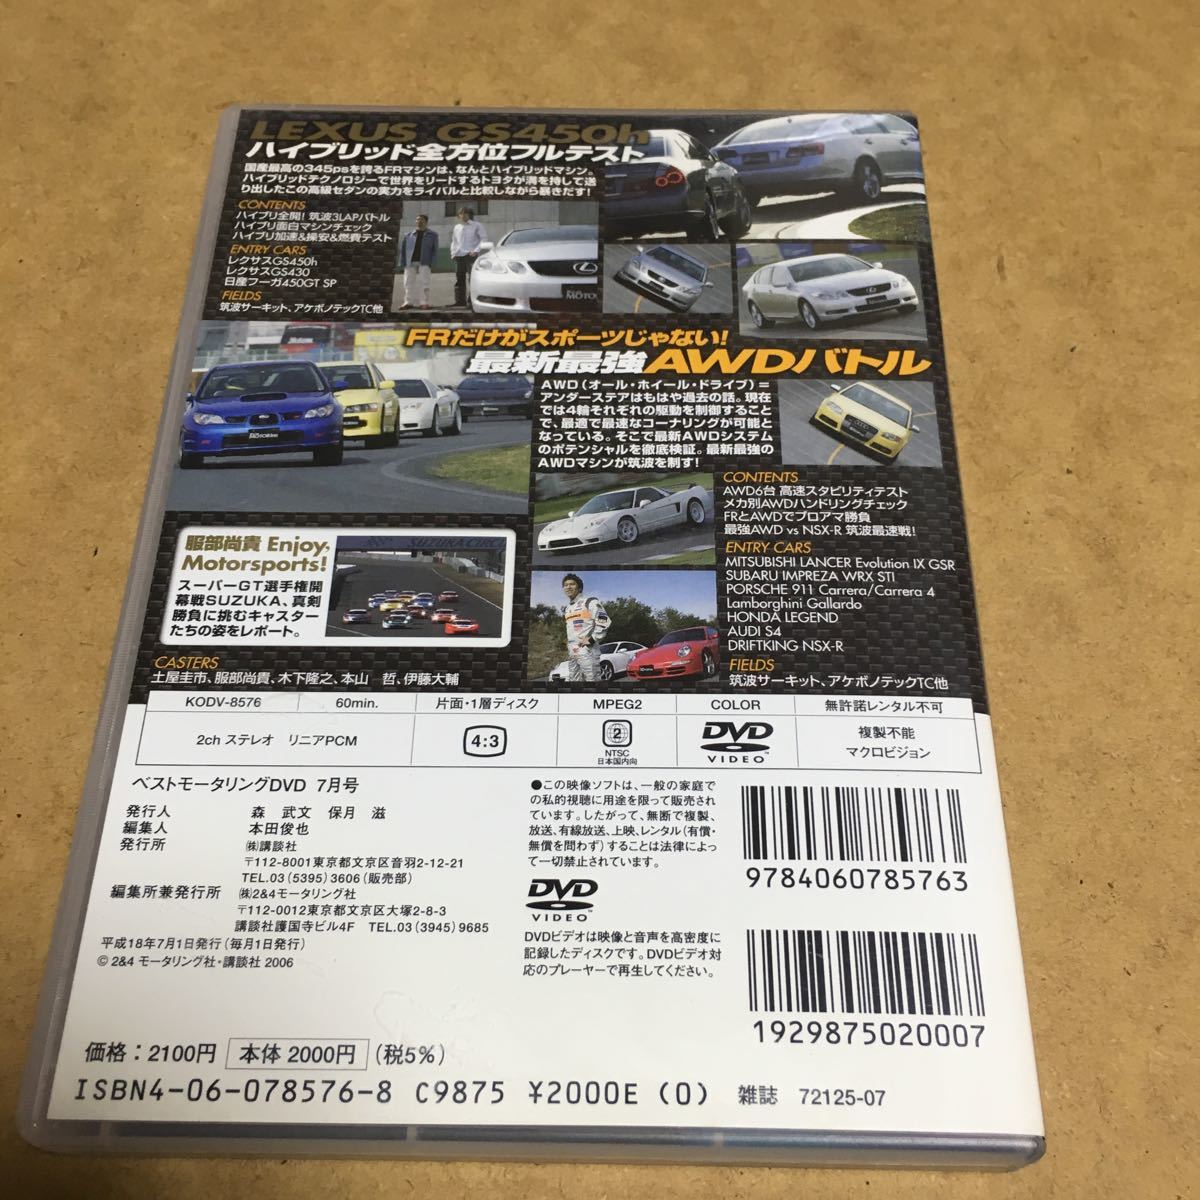 LEXUS GS450h
ハイブリッド全方位フルテスト
国産最高の345psを誇るFRマシンは、なんとハイブリッドマシン。
ハイブリッドテクノロジーで世界をリードするトヨタが満を持して送
り出したこの高級セダンの実力をライバルと比較しながら暴きだす!
CONTENTS
ハイブリ全開! 筑波3LAPバトル
ハイブリ面白マシンチェック
ハイブリ加速&操安&燃費テスト
ENTRY CARS
レクサスGS450h
レクサスGS430
日産フーガ450GT SP
FIELDS
筑波サーキット、アケボノテックTC他
FRだけがスポーツじゃない!
最新最強AWDバトル
AWD(オール・ホイール・ドライブ)=
アンダーステアはもはや過去の話。現在
では4輪それぞれの駆動を制御すること
で、最適で最速なコーナリングが可能と
なっている。そこで最新AWDシステム
のポテンシャルを徹底検証。最新最強の
AWDマシンが筑波を制す!
CONTENTS
AWD6台 高速スタビリティテスト
メカ別AWDハンドリングチェック
FRとAWDでプロアマ勝負
最強AWD vs NSX-R 筑波最速戦!
ENTRY CARS
MITSUBISHI LANCER Evolution IX GSR
SUBARU IMPREZA WRX STI
PORSCHE 911 Carrera/Carrera 4
Lamborghini Gallardo
HONDA LEGEND
AUDI S4
DRIFTKING NSX-R
FIELDS
筑波サーキット、アケボノテックTC他
服部尚貴 Enjoy,
Motorsports!
スーパーGT選手権開
幕戦SUZUKA、真剣
勝負に挑むキャスター
たちの姿をレポート。
CASTERS
土屋圭市、服部尚貴、木下隆之、本山 哲、伊藤大輔
KODV-8576 60min. 片面・1層ディスク MPEG2 COLOR 無許諾レンタル不可
2ch ステレオ リニアPCM 4:3 2 NTSC 日本国内向 DVD VIDEO 複製不能 マクロビジョン
ベストモータリングDVD 7月号
発行人 森 武文 保月 滋
編集人 本田俊也
発行所 ㈱講談社
〒112-8001東京都文京区音羽2-12-21
TEL.03(5395)3606(販売部)
編集所兼発行所 ㈱2&4モータリング社
〒112-0012東京都文京区大塚2-8-3
講談社護国寺ビル4F TEL.03(3945)9685
平成18年7月1日発行(毎月1日発行)
© 2&4 モータリング社・講談社 2006
●この映像ソフトは、一般の家庭で
の私的視聴に用途を限って販売され
ています。したがって、無断で複製、
放送、有線放送、上映、レンタル(有償・
無償を問わず)することは法律によっ
て一切禁止されています。
DVD
VIDEO
DVDビデオは映像と音声を高密度に
記録したディスクです。DVDビデオ対
応のプレーヤーで再生してください。
9784060785763
1929875020007
価格:2100円 本体 2000円 (税5%)
ISBN4-06-078576-8 C9875 ¥2000E (0) 雑誌 72125-07